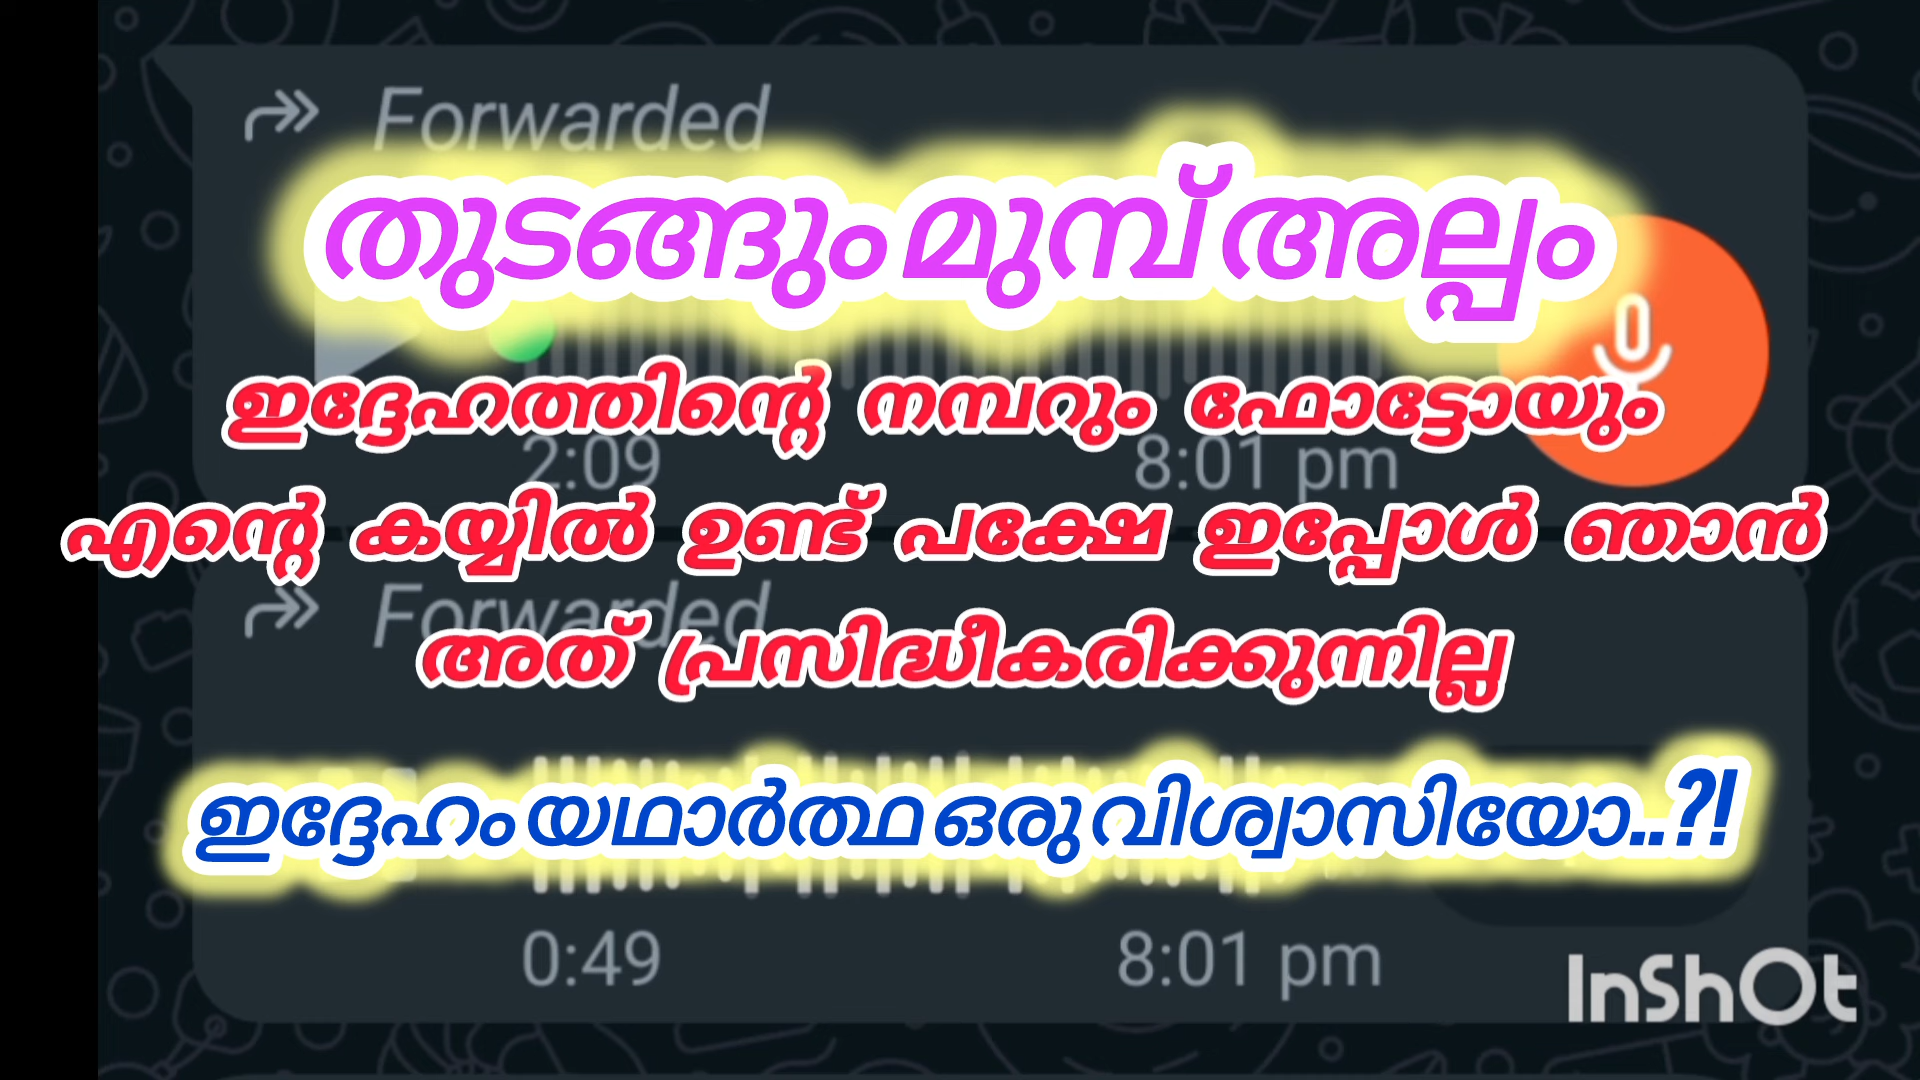 Forwarded
തുടങ്ങും മുമ്പ് അല്പം
ഇദ്ദേഹത്തിന്റെ നമ്പറും ഫോട്ടോയും
2:09 8:01 pm
എന്റെ കയ്യിൽ ഉണ്ട് പക്ഷേ ഇപ്പോൾ ഞാൻ
Forwarded
അത് പ്രസിദ്ധീകരിക്കുന്നില്ല
ഇദ്ദേഹം യഥാർത്ഥ ഒരു വിശ്വാസിയോ..?!
0:49 8:01 pm
InShOt